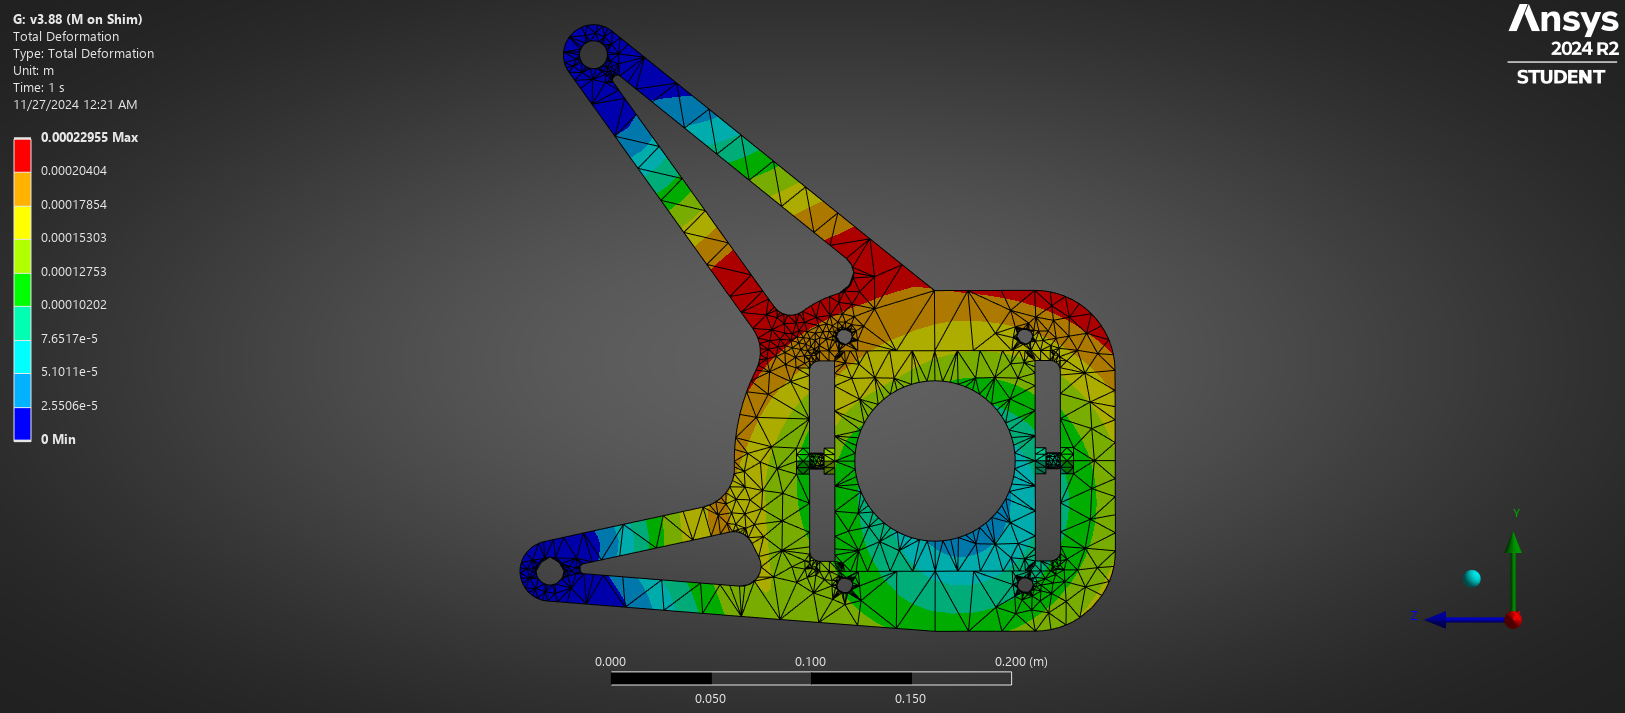 G: v3.88 (M on Shim)
Total Deformation
Type: Total Deformation
Unit: m
Time: 1 s
11/27/2024 12:21 AM
0.00022955 Max
0.00020404
0.00017854
0.00015303
0.00012753
0.00010202
7.6517e-5
5.1011e-5
2.5506e-5
0 Min
Ansys
2024 R2
STUDENT
Y
Z
0.000 0.100 0.200 (m)
0.050 0.150